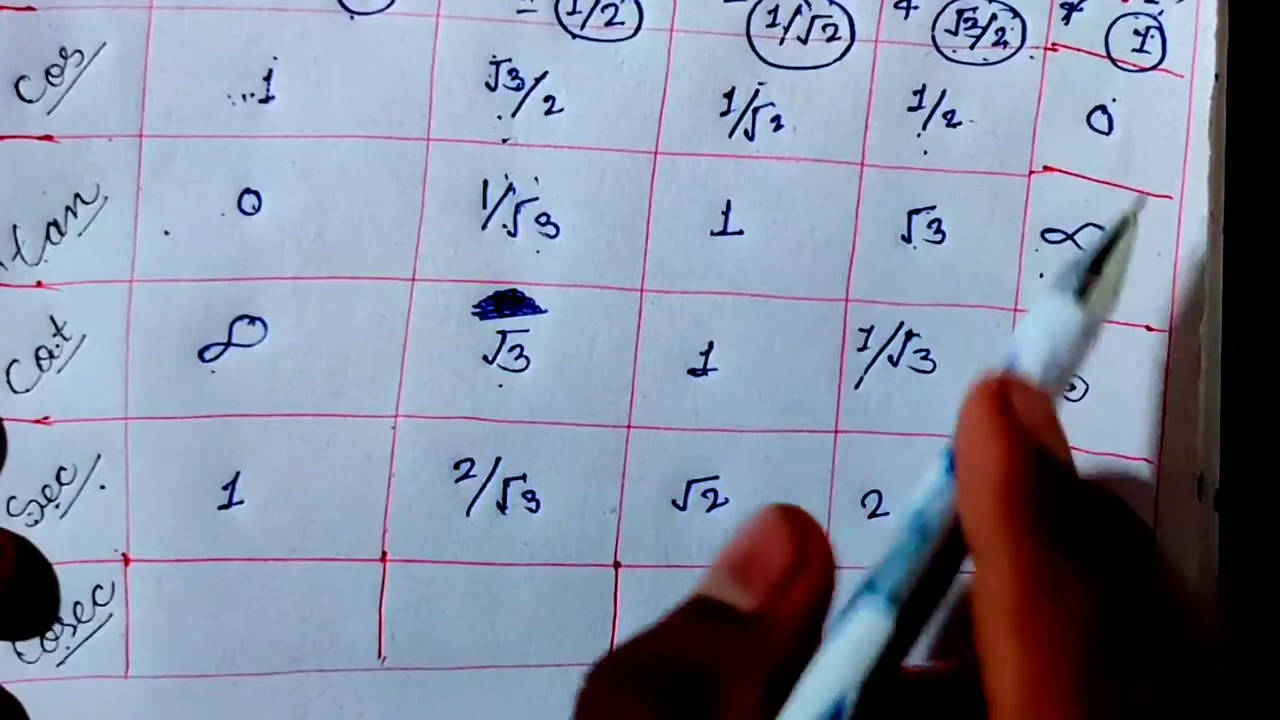 = 1/2 1/√2 √3/2 1
Cos 1 √3/2 1/√2 1/2 0
tan 0 1/√3 1 √3 ∞
Cot ∞ √3 1 1/√3
Sec. 1 2/√3 √2 2
Cosec